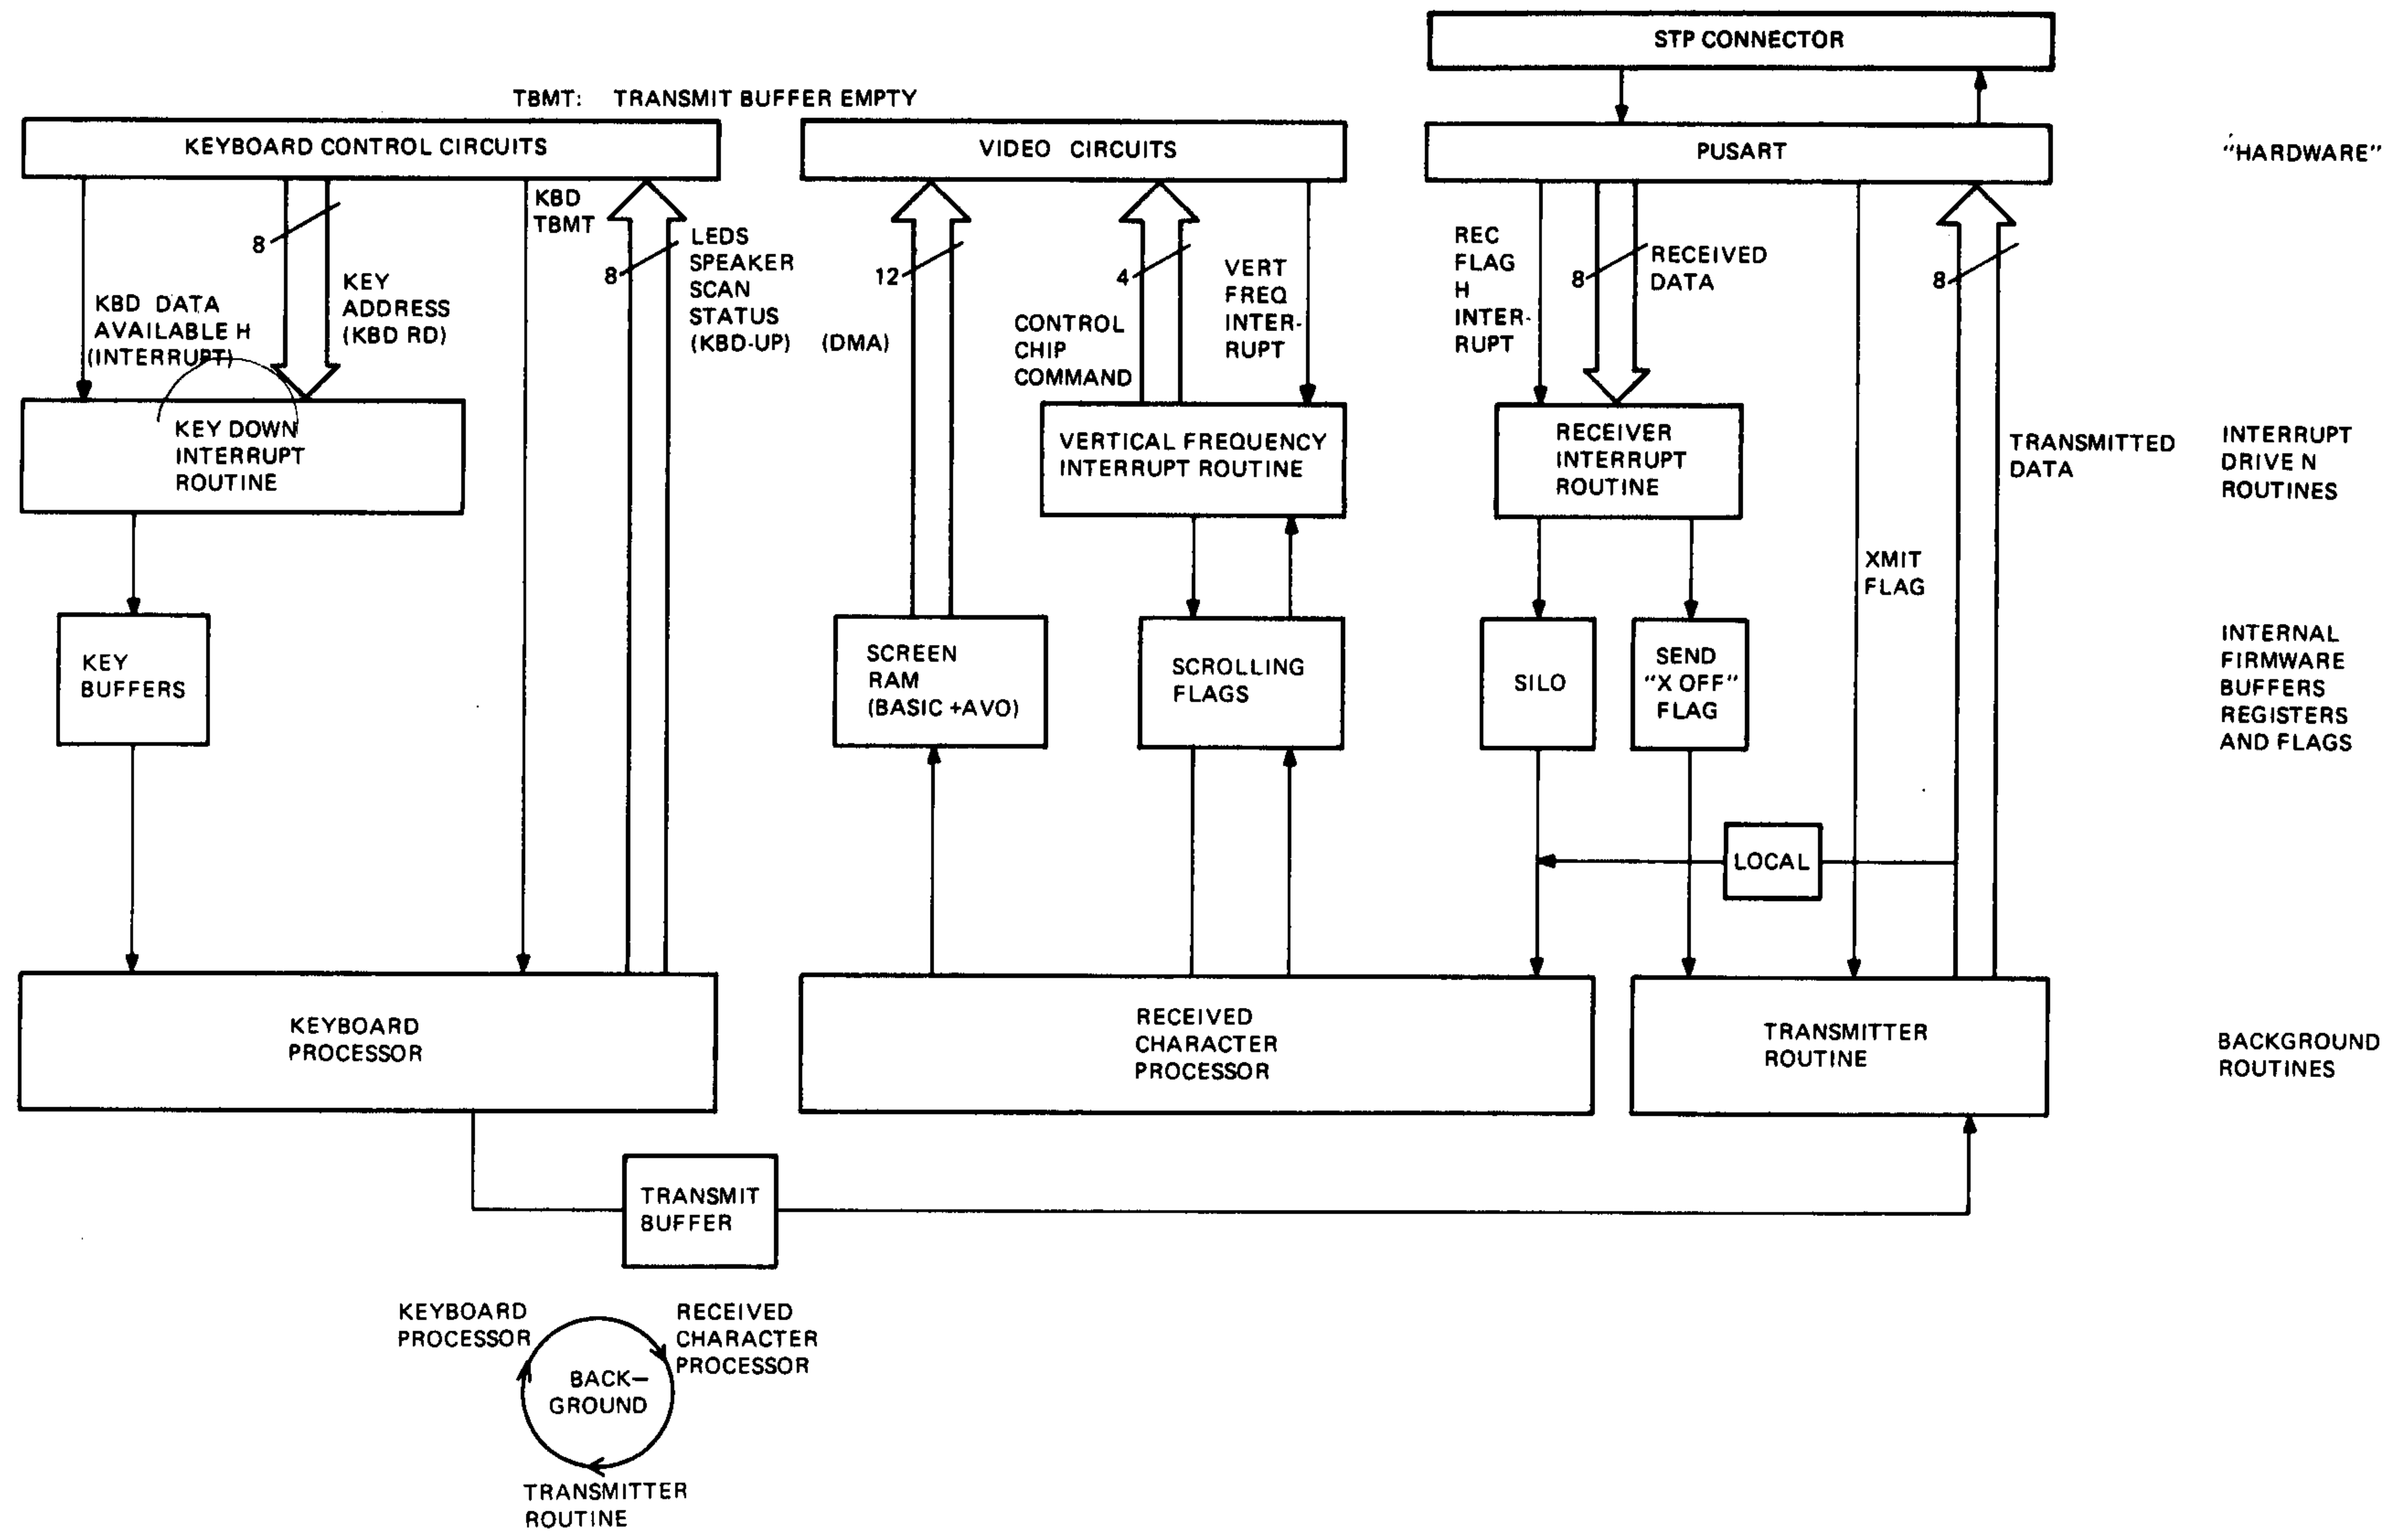 STP CONNECTOR
TBMT: TRANSMIT BUFFER EMPTY
KEYBOARD CONTROL CIRCUITS
VIDEO CIRCUITS
PUSART
"HARDWARE"
KBD DATA
AVAILABLE H
(INTERRUPT)
8
KEY
ADDRESS
(KBD RD)
KBD
TBMT
8
LEDS
SPEAKER
SCAN
STATUS
(KBD-UP)
(DMA)
12
CONTROL
CHIP
COMMAND
4
VERT
FREQ
INTER-
RUPT
REC
FLAG
H
INTER-
RUPT
8
RECEIVED
DATA
8
TRANSMITTED
DATA
KEY DOWN
INTERRUPT
ROUTINE
VERTICAL FREQUENCY
INTERRUPT ROUTINE
RECEIVER
INTERRUPT
ROUTINE
INTERRUPT
DRIVE N
ROUTINES
XMIT
FLAG
KEY
BUFFERS
SCREEN
RAM
(BASIC +AVO)
SCROLLING
FLAGS
SILO
SEND
"X OFF"
FLAG
INTERNAL
FIRMWARE
BUFFERS
REGISTERS
AND FLAGS
LOCAL
KEYBOARD
PROCESSOR
RECEIVED
CHARACTER
PROCESSOR
TRANSMITTER
ROUTINE
BACKGROUND
ROUTINES
TRANSMIT
BUFFER
KEYBOARD
PROCESSOR
RECEIVED
CHARACTER
PROCESSOR
BACK—
GROUND
TRANSMITTER
ROUTINE